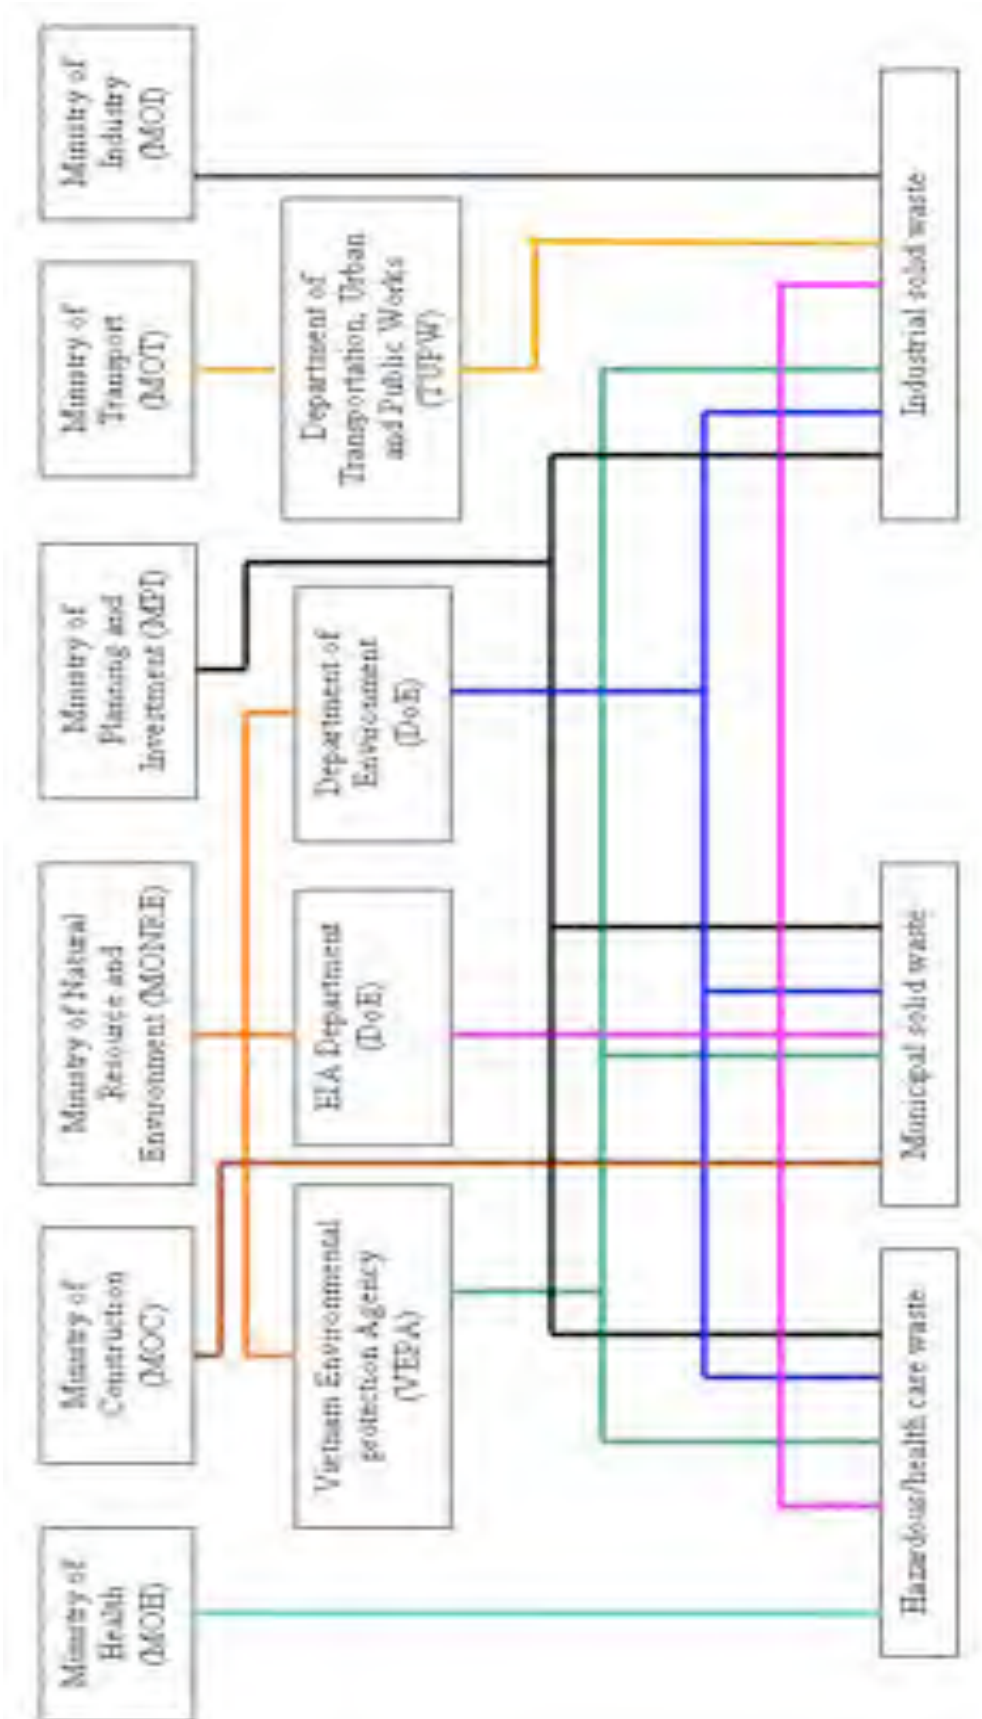 Ministry of
Health
(MOH)
Ministry of
Construction
(MOC)
Ministry of Natural
Resource and
Environment (MONRE)
Ministry of
Planning and
Investment (MPI)
Ministry of
Transport
(MOT)
Ministry of
Industry
(MOI)
Vietnam Environmental
protection Agency
(VEPA)
EIA Department
(DoE)
Department of
Environment
(DoE)
Department of
Transportation, Urban
and Public Works
(TUPW)
Hazardous/health care waste
Municipal solid waste
Industrial solid waste